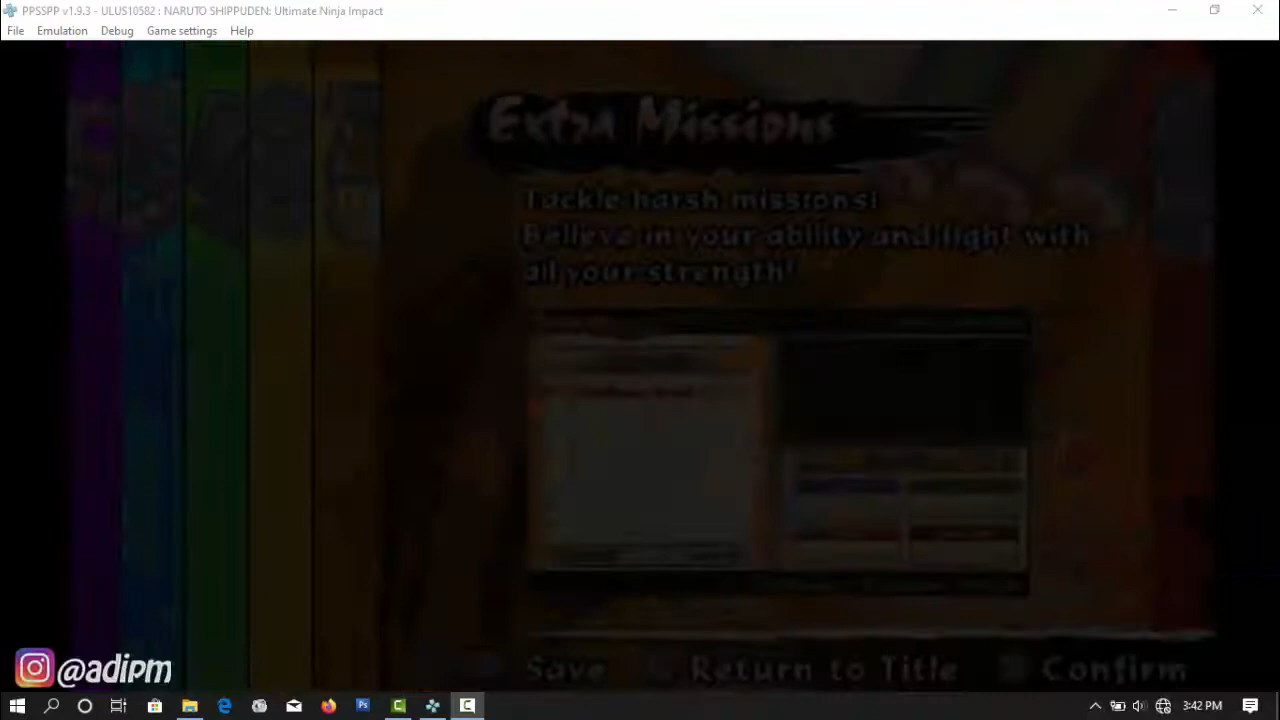 PPSSPP v1.9.3 - ULUS10582 : NARUTO SHIPPUDEN: Ultimate Ninja Impact
File Emulation Debug Game settings Help
Extra Missions
Tackle harsh missions!
Believe in your ability and fight with
all your strength!
Save Return to Title Confirm
@adipm
3:42 PM